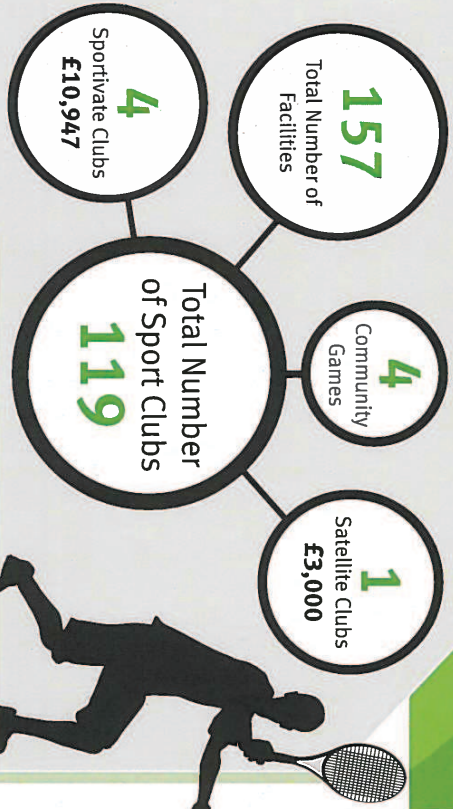 157
Total Number of
Facilities
4
Community
Games
1
Satellite Clubs
£3,000
4
Sportivate Clubs
£10,947
Total Number
of Sport Clubs
119